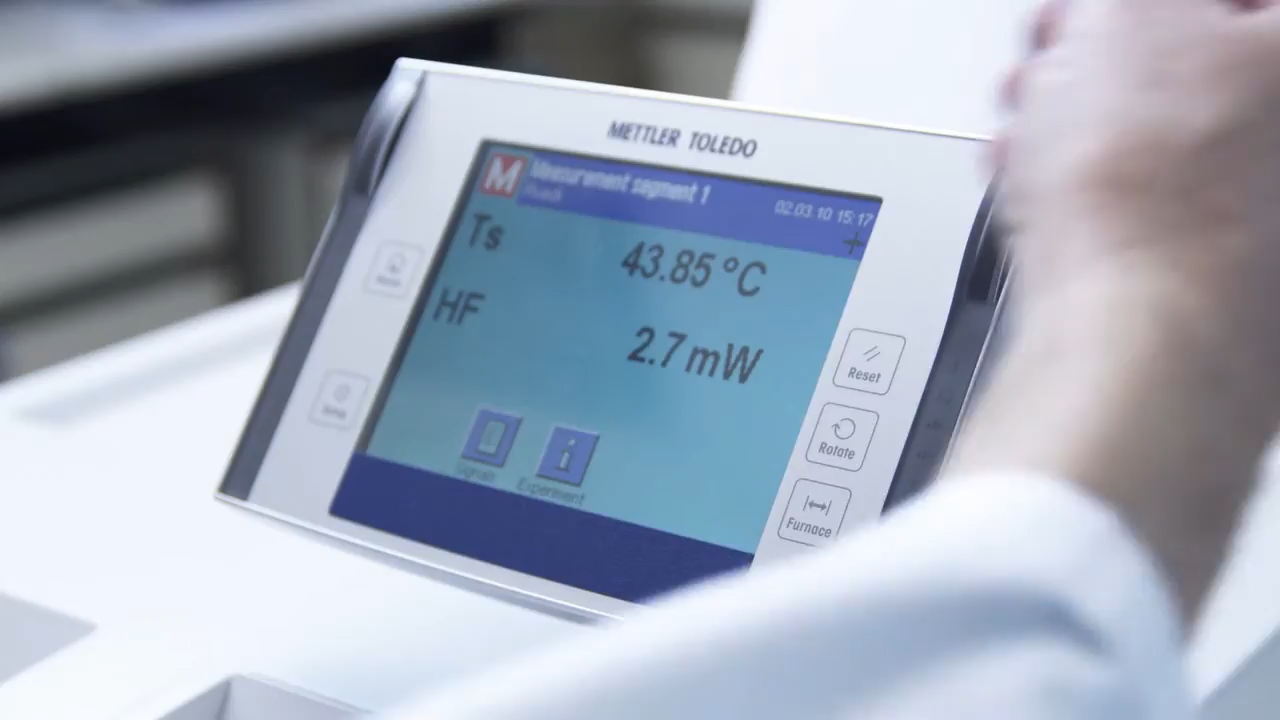 METTLER TOLEDO
M
Measurement segment 1
02.03.10 15:17
Ts
43.85 °C
HF
2.7 mW
Signals
Experiment
Reset
Rotate
Furnace